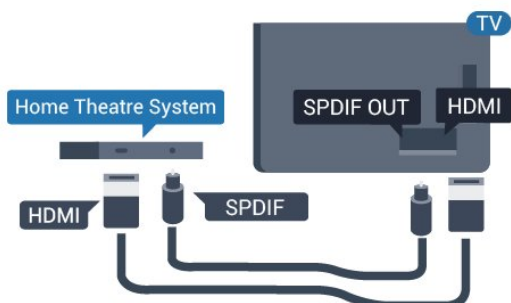 TV
Home Theatre System
SPDIF OUT HDMI
HDMI
SPDIF